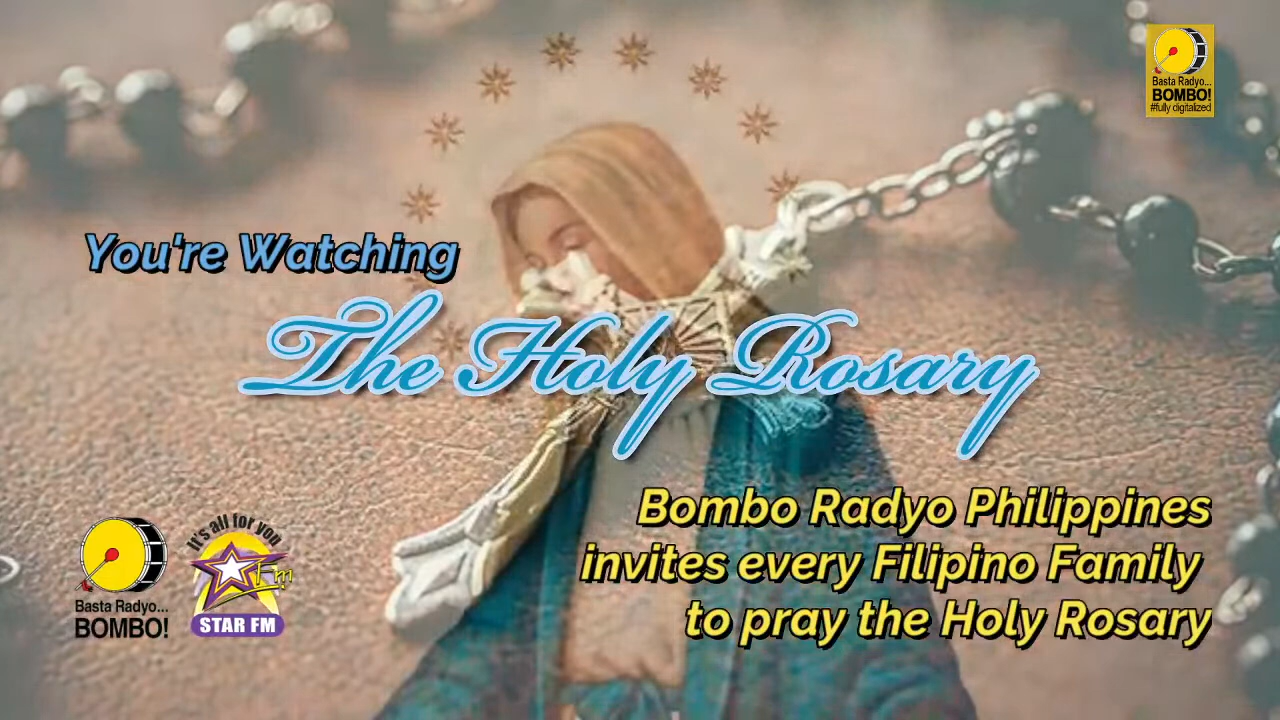 Basta Radyo...
BOMBO!
#fully digitalized
You're Watching
The Holy Rosary
Bombo Radyo Philippines
invites every Filipino Family
to pray the Holy Rosary
Basta Radyo...
BOMBO!
It's all for you
Fm
STAR FM